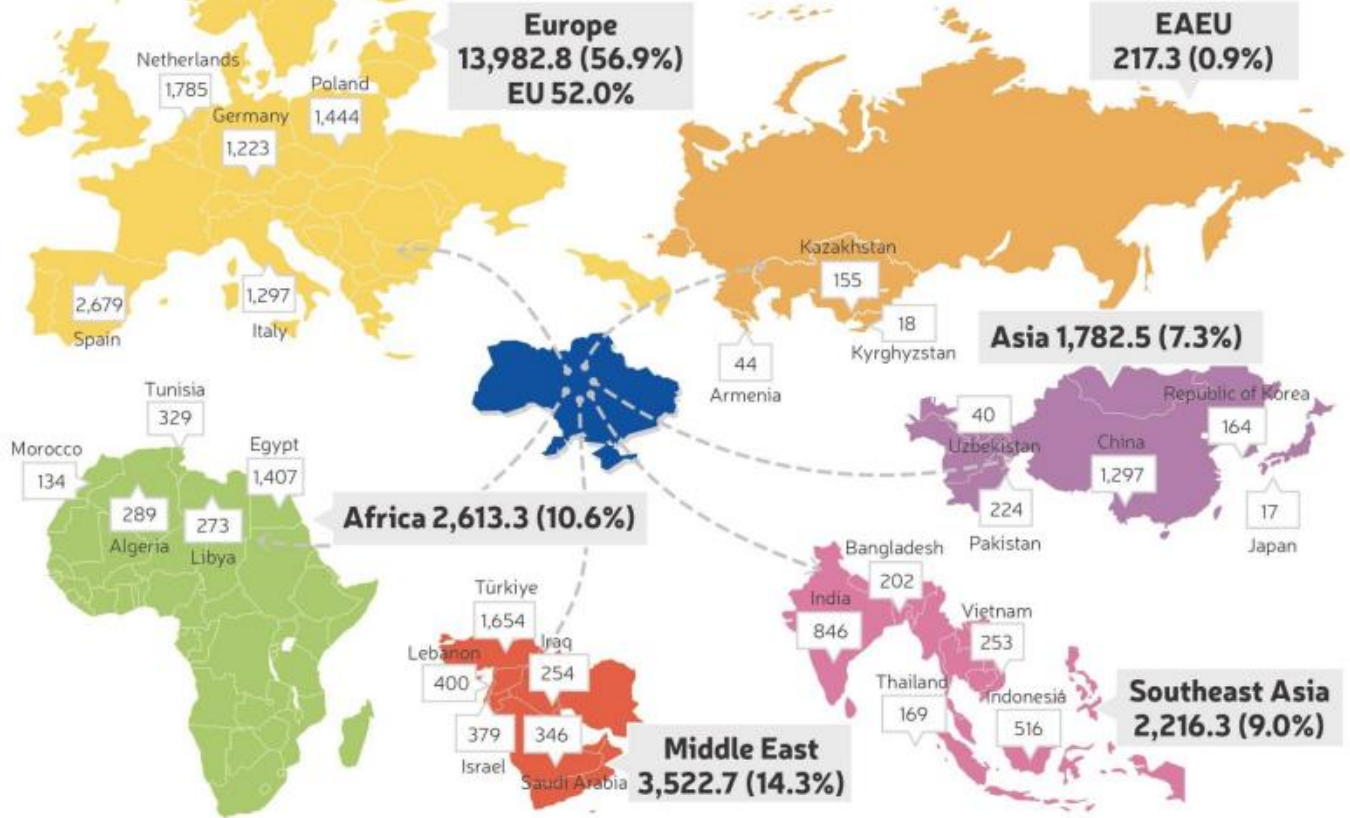 Europe
13,982.8 (56.9%)
EU 52.0%
Netherlands
1,785
Poland
1,444
Germany
1,223
2,679
Spain
1,297
Italy
EAEU
217.3 (0.9%)
Kazakhstan
155
18
Kyrghyzstan
44
Armenia
Asia 1,782.5 (7.3%)
40
Uzbekistan
Republic of Korea
164
China
1,297
224
Pakistan
17
Japan
Tunisia
329
Morocco
134
Egypt
1,407
289
Algeria
273
Libya
Africa 2,613.3 (10.6%)
Türkiye
1,654
Lebanon
400
Iraq
254
379
Israel
346
Saudi Arabia
Middle East
3,522.7 (14.3%)
Bangladesh
202
India
846
Vietnam
253
Thailand
169
Indonesia
516
Southeast Asia
2,216.3 (9.0%)